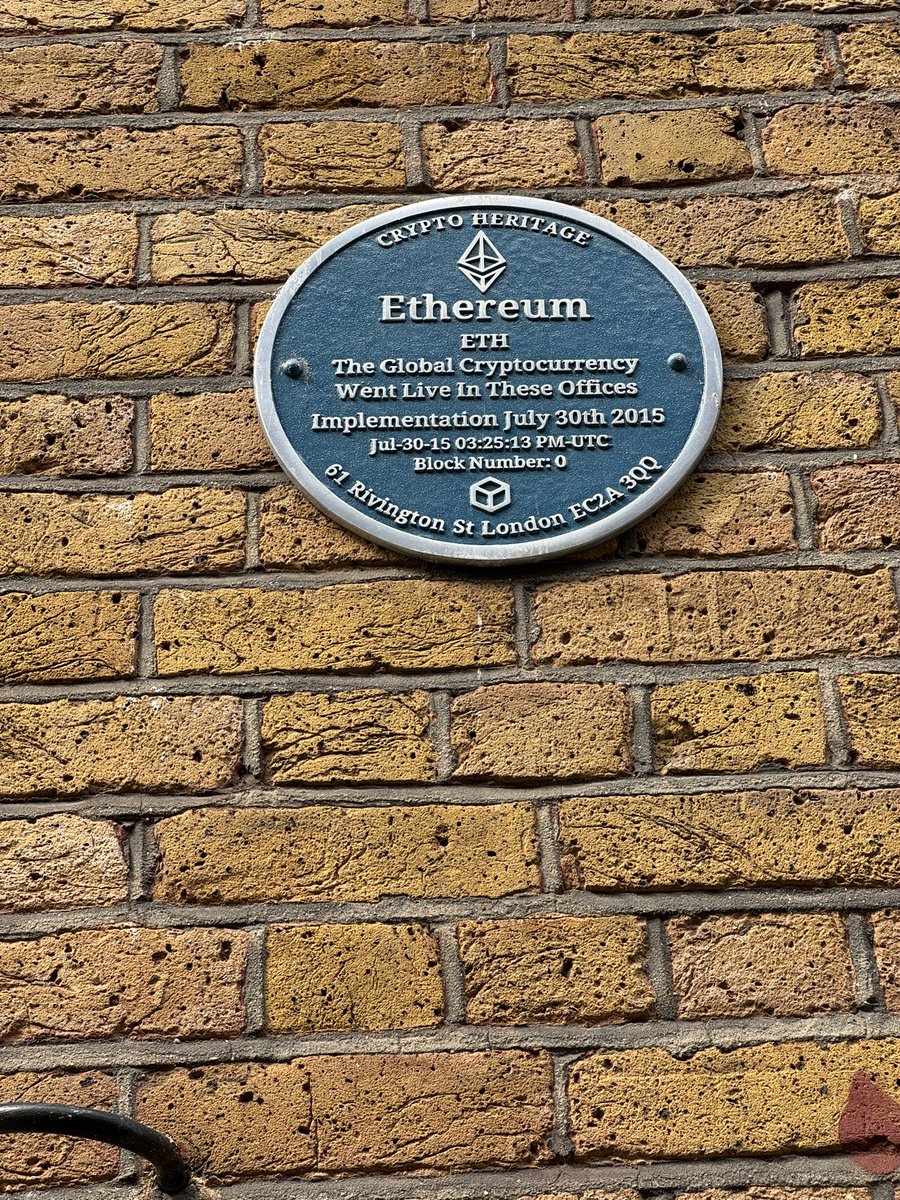 CRYPTO HERITAGE
Ethereum
ETH
The Global Cryptocurrency
Went Live In These Offices
Implementation July 30th 2015
Jul-30-15 03:25:13 PM-UTC
Block Number: 0
61 Rivington St London EC2A 3QQ